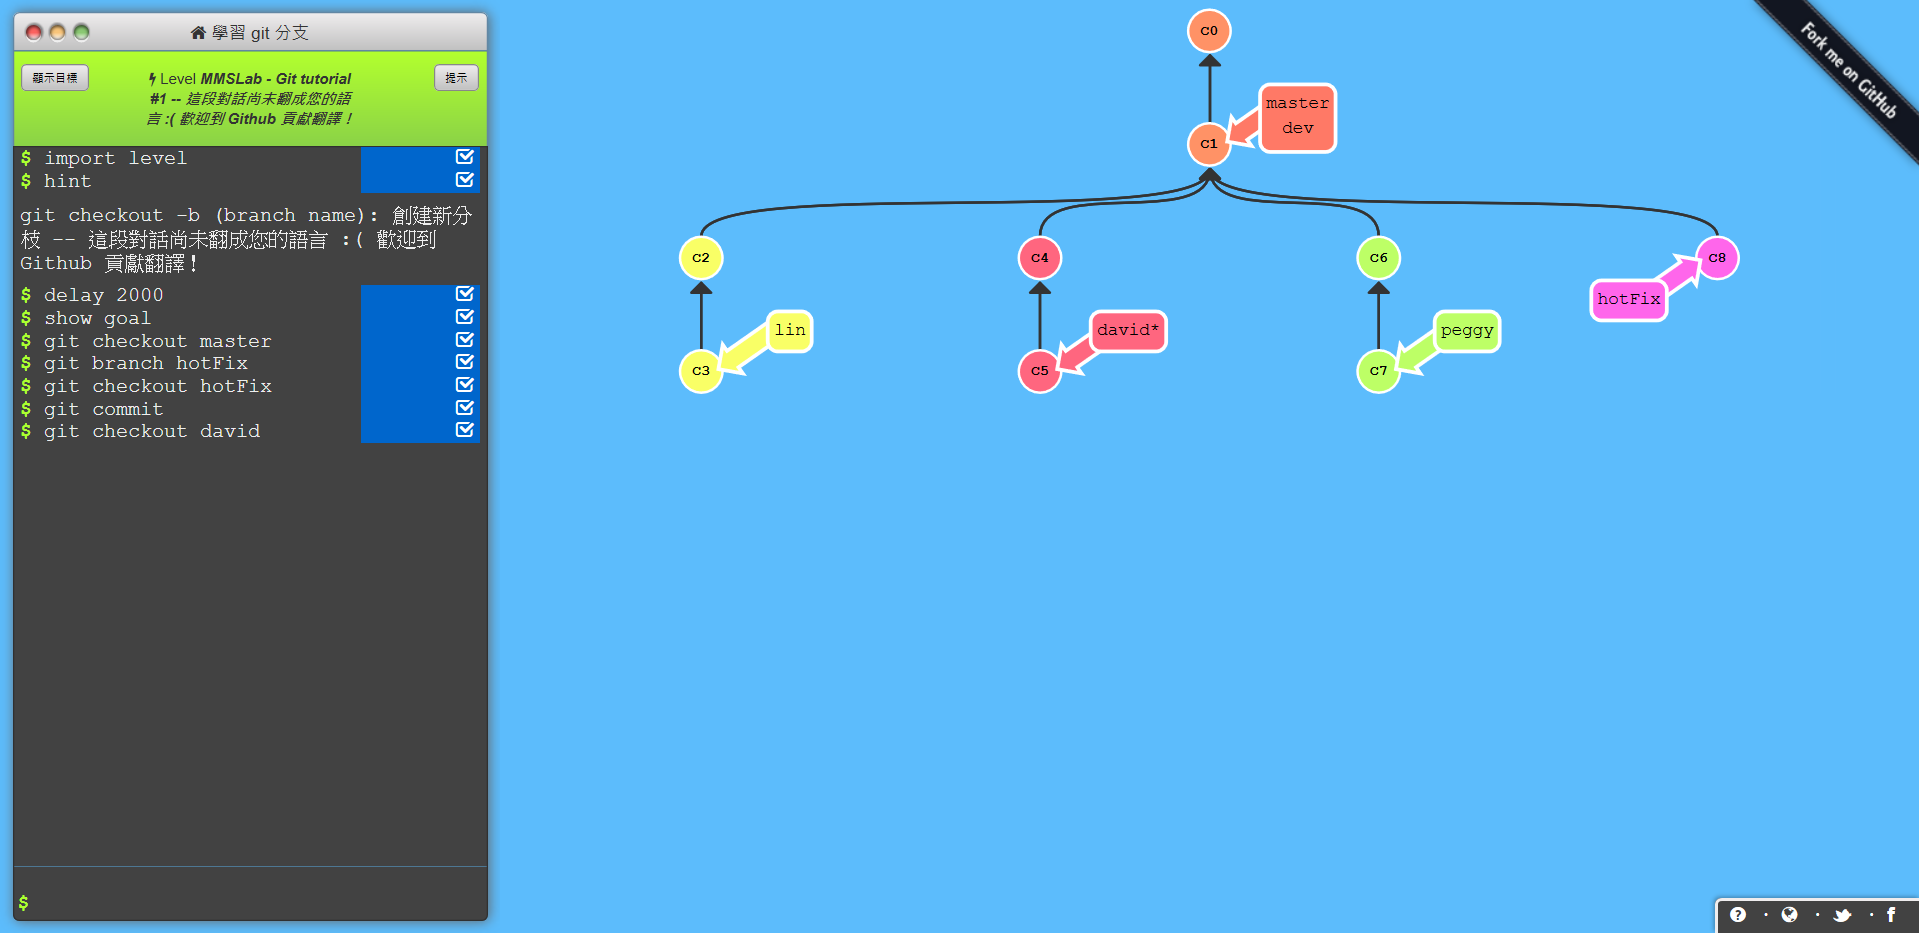 學習 git 分支
顯示目標
Level MMSLab - Git tutorial
#1 -- 這段對話尚未翻成您的語
言 :( 歡迎到 Github 貢獻翻譯！
提示
$ import level
$ hint
git checkout -b (branch name): 創建新分
枝 -- 這段對話尚未翻成您的語言 :( 歡迎到
Github 貢獻翻譯！
$ delay 2000
$ show goal
$ git checkout master
$ git branch hotFix
$ git checkout hotFix
$ git commit
$ git checkout david
$
C0
master
dev
C1
C2
C4
C6
C8
hotFix
lin
david*
peggy
C3
C5
C7
Fork me on GitHub